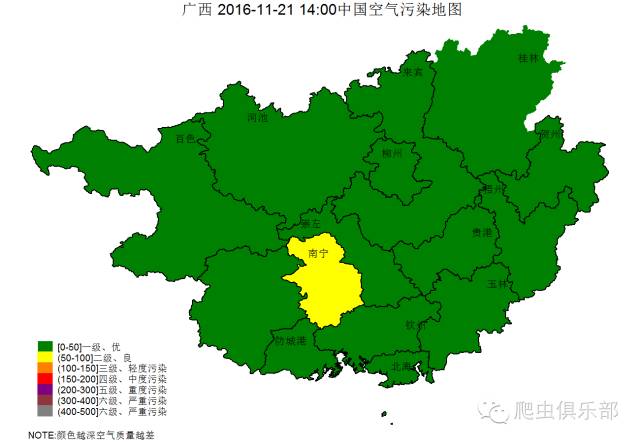 广西 2016-11-21 14:00中国空气污染地图
桂林
来宾
河池
百色
贺州
柳州
梧州
崇左
贵港
南宁
玉林
钦州
防城港
北海
[0-50]一级、优
(50-100]二级、良
(100-150]三级、轻度污染
(150-200]四级、中度污染
(200-300]五级、重度污染
(300-400]六级、严重污染
(400-500]六级、严重污染
NOTE:颜色越深空气质量越差
爬虫俱乐部